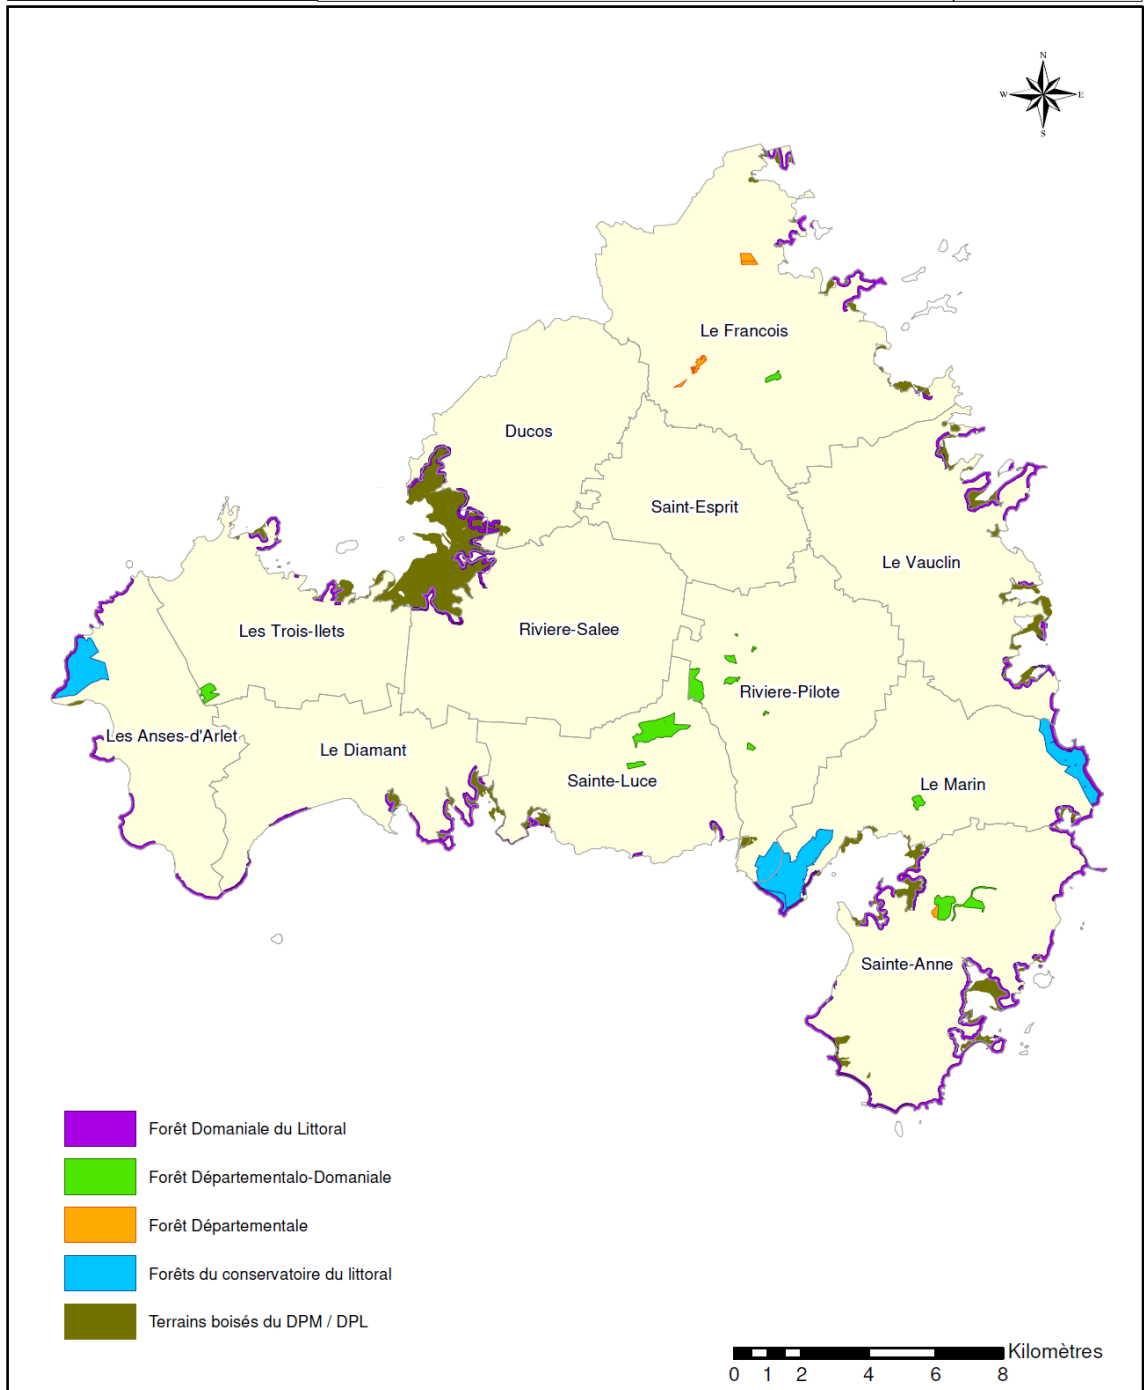 N
W E
S
Le Francois
Ducos
Saint-Esprit
Le Vauclin
Les Trois-Ilets
Riviere-Salee
Riviere-Pilote
Les Anses-d'Arlet
Le Diamant
Sainte-Luce
Le Marin
Sainte-Anne
Forêt Domaniale du Littoral
Forêt Départementalo-Domaniale
Forêt Départementale
Forêts du conservatoire du littoral
Terrains boisés du DPM / DPL
Kilomètres
0 1 2 4 6 8